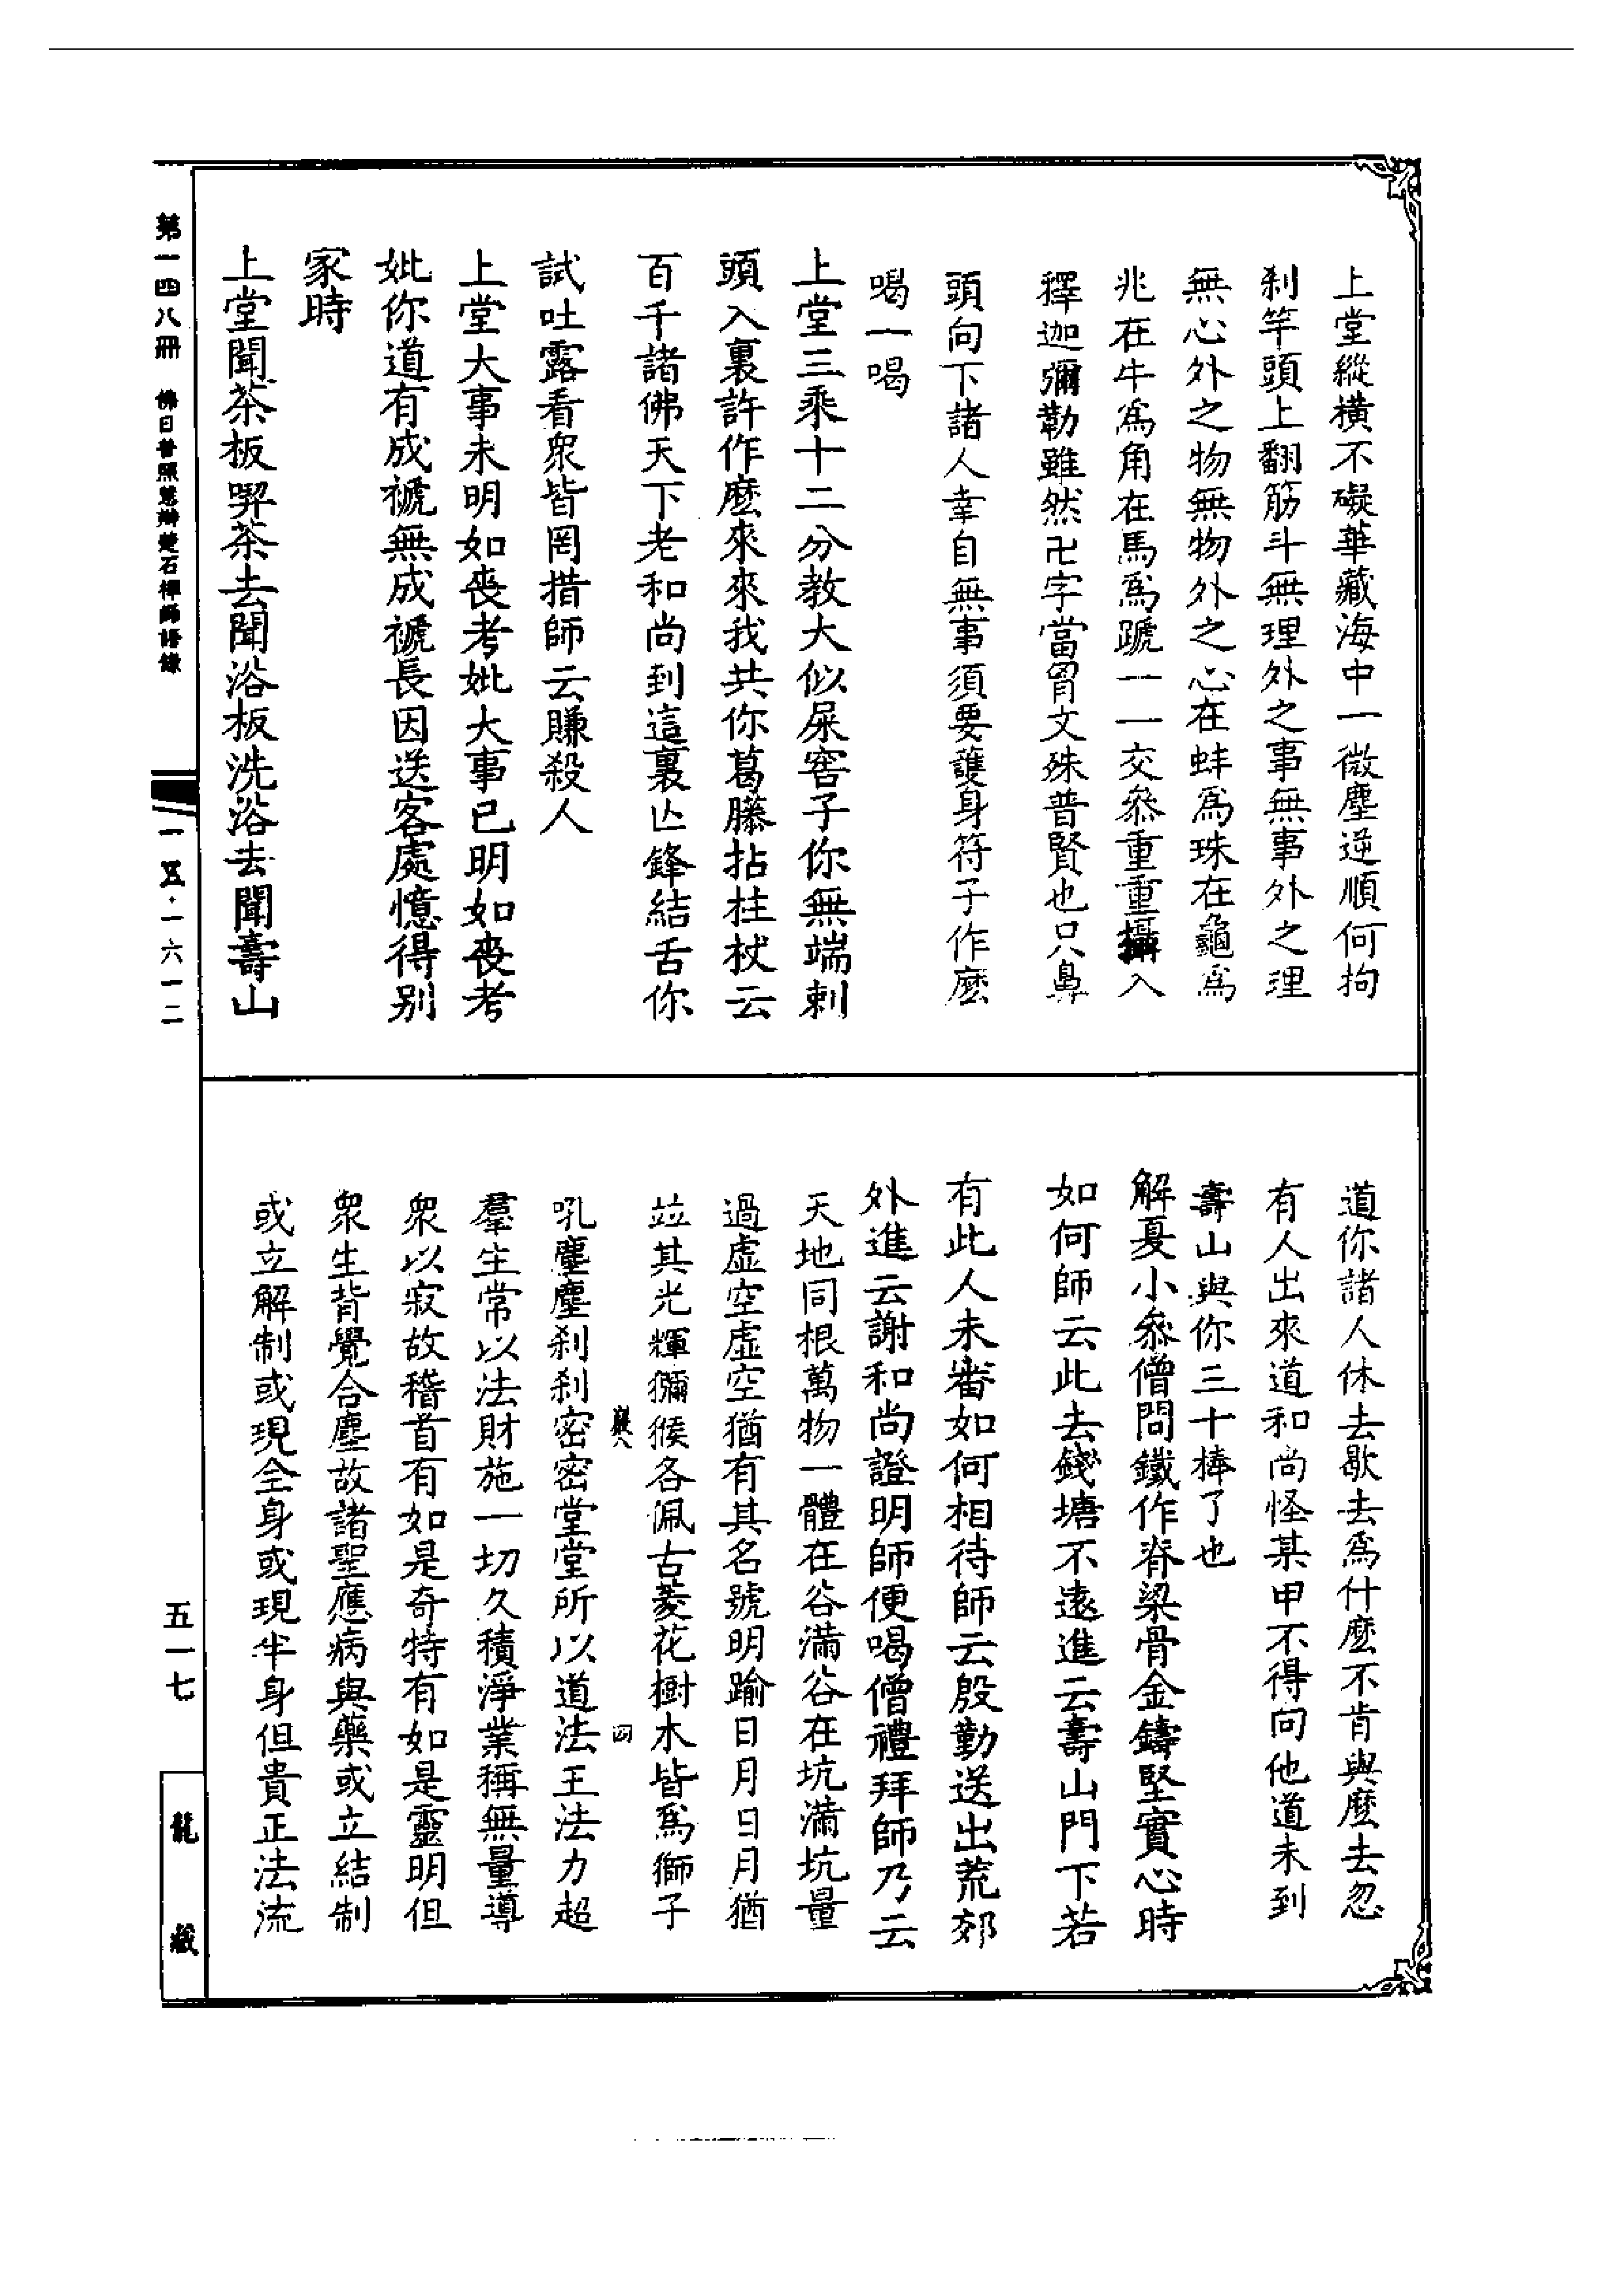 上堂縱橫不礙華藏海中一微塵逆順何拘
刹竿頭上翻筋斗無理外之事無事外之理
無心外之物無物外之心在蚌爲珠在龜爲
兆在牛爲角在馬爲蹏一一交叅重重攝入
釋迦彌勒雖然卍字當胷文殊普賢也只鼻
頭向下諸人幸自無事須要護身符子作麽
喝一喝
上堂三乘十二分教大似屎窖子你無端刺
頭入裏許作麽來來我共你葛藤拈柱杖云
百千諸佛天下老和尚到這裏亾鋒結舌你
試吐露看衆皆罔措師云賺殺人
上堂大事未明如喪考妣大事已明如喪考
妣你道有成褫無成褫長因送客處憶得别
家時
上堂聞茶板喫茶去聞浴板洗浴去聞壽山
道你諸人休去歇去爲什麽不肯與麽去忽
有人出來道和尚怪某甲不得向他道未到
壽山與你三十棒了也
解夏小叅僧問鐵作脊梁骨金鑄堅實心時
如何師云此去錢塘不遠進云壽山門下若
有此人未審如何相待師云殷勤送出荒郊
外進云謝和尚證明師便喝僧禮拜師乃云
天地同根萬物一體在谷滿谷在坑滿坑量
過虚空虚空猶有其名號明踰日月日月猶
竝其光輝獼猴各佩古菱花樹木皆爲獅子
吼塵塵刹刹密密堂堂所以道法王法力超
羣生常以法財施一切久積淨業稱無量導
衆以寂故稽首有如是奇特有如是靈明但
衆生背覺合塵故諸聖應病與藥或立結制
或立解制或現全身或現半身但貴正法流
第一四八冊　佛日普照慧辯楚石禪師語錄
一五·一六一二
五一七
龍藏
四